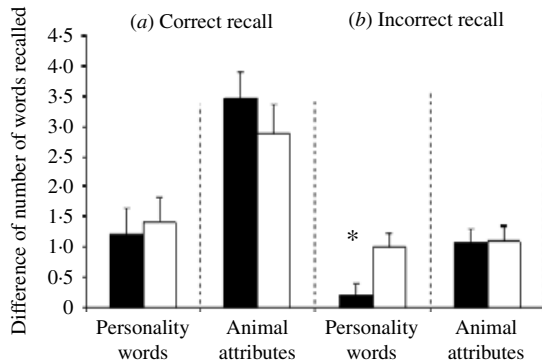 (a) Correct recall
(b) Incorrect recall
Difference of number of words recalled
4·5
4·0
3·5
3·0
2·5
2·0
1·5
1·0
0·5
0
*
Personality
words
Animal
attributes
Personality
words
Animal
attributes